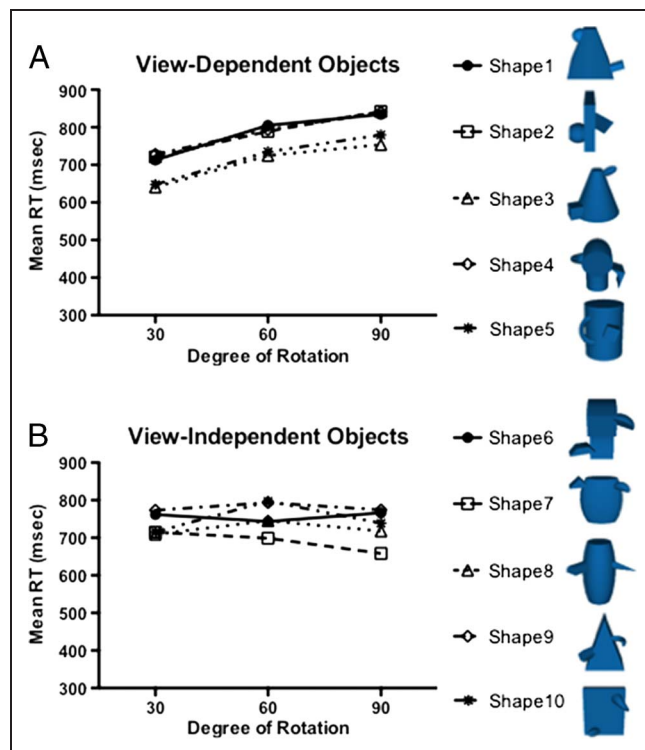 A
View-Dependent Objects
900
800
700
600
500
400
300
Mean RT (msec)
30 60 90
Degree of Rotation
Shape1
Shape2
Shape3
Shape4
Shape5
B
View-Independent Objects
900
800
700
600
500
400
300
Mean RT (msec)
30 60 90
Degree of Rotation
Shape6
Shape7
Shape8
Shape9
Shape10